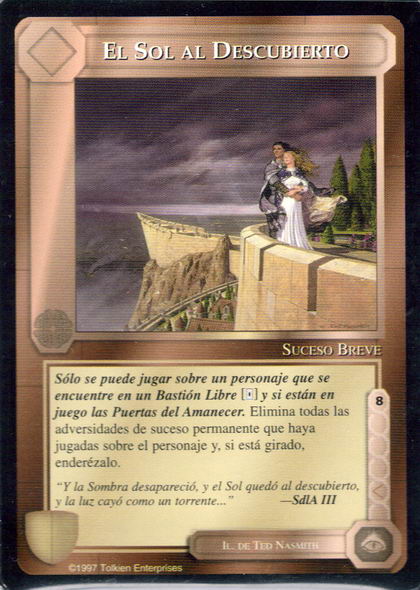 El Sol al Descubierto
Suceso Breve
Sólo se puede jugar sobre un personaje que se
encuentre en un Bastión Libre y si están en
juego las Puertas del Amanecer. Elimina todas las
adversidades de suceso permanente que haya
jugadas sobre el personaje y, si está girado,
enderézalo.
8
"Y la Sombra desapareció, y el Sol quedó al descubierto,
y la luz cayó como un torrente..." —SdlA III
Il. de Ted Nasmith
©1997 Tolkien Enterprises